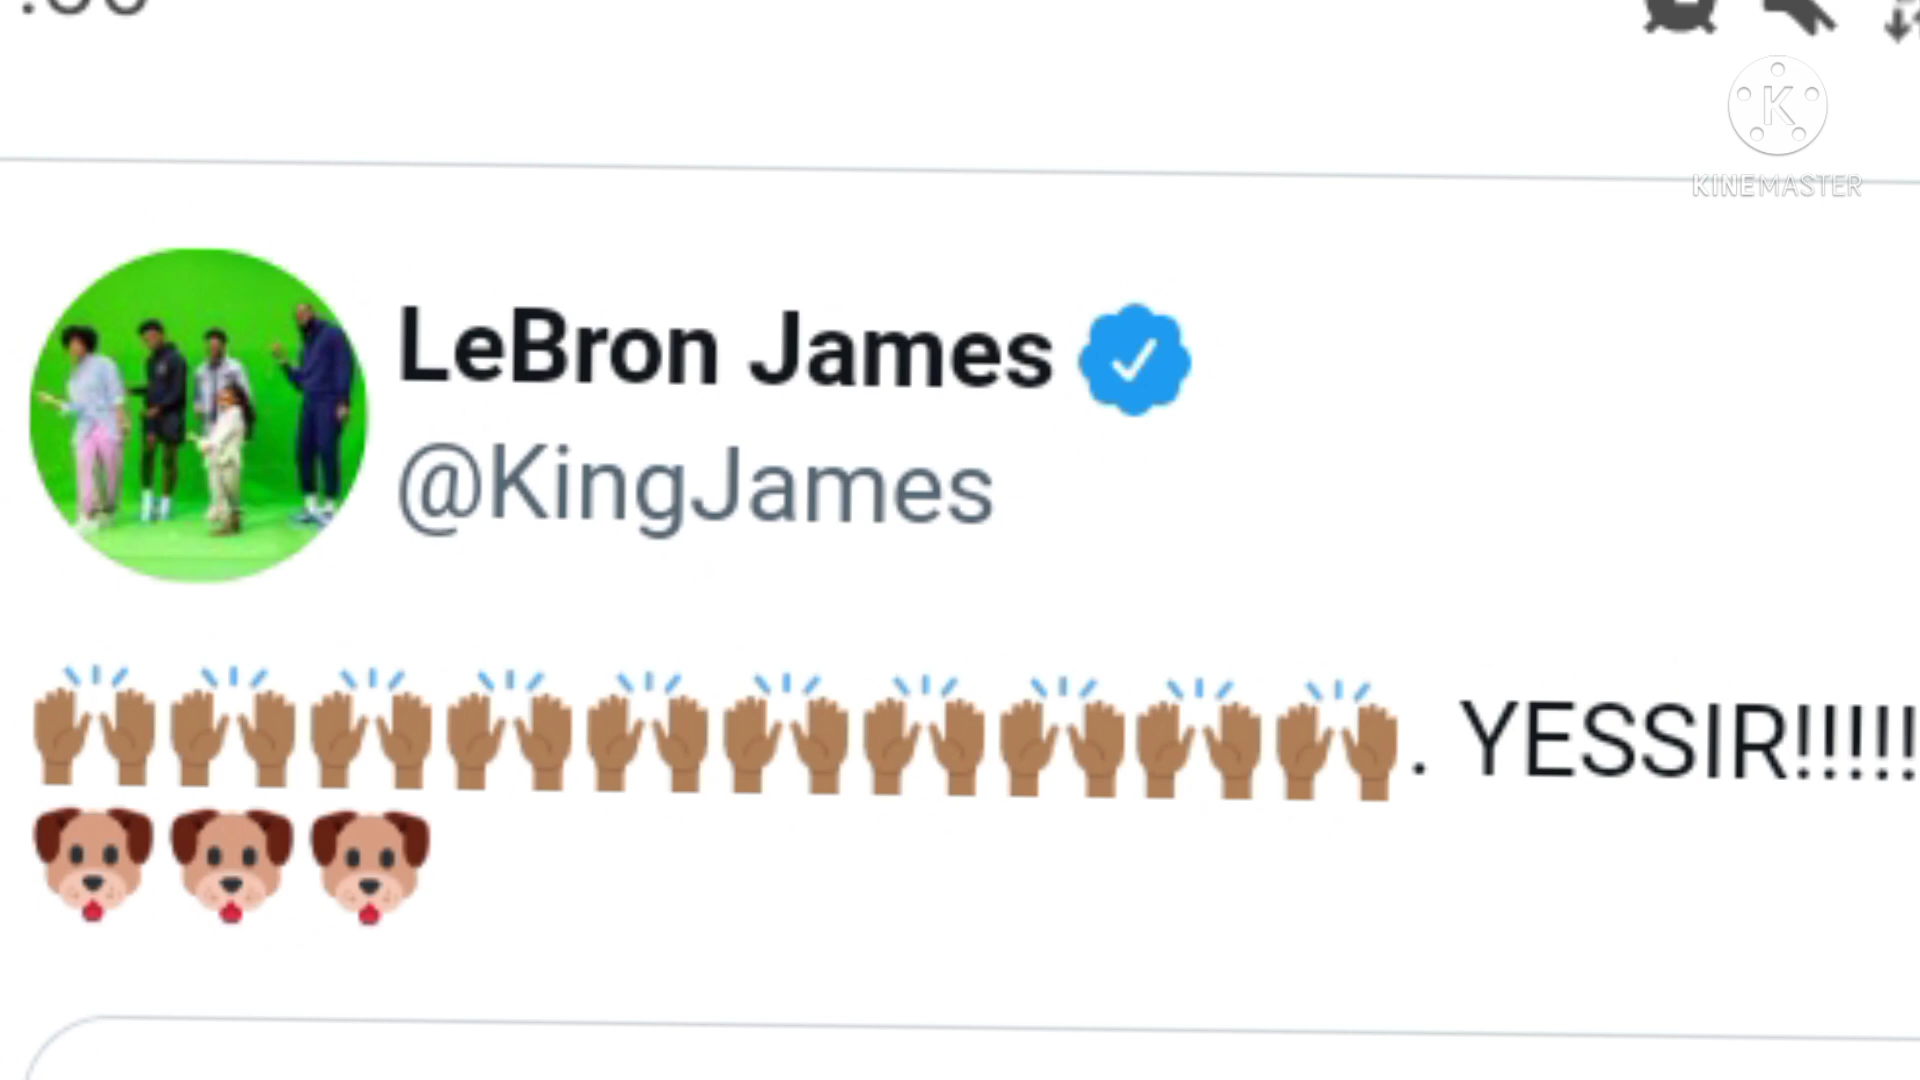 K
KINEMASTER
LeBron James
@KingJames
🙌🏾🙌🏾🙌🏾🙌🏾🙌🏾🙌🏾🙌🏾🙌🏾🙌🏾🙌🏾. YESSIR!!!!!
🐶🐶🐶